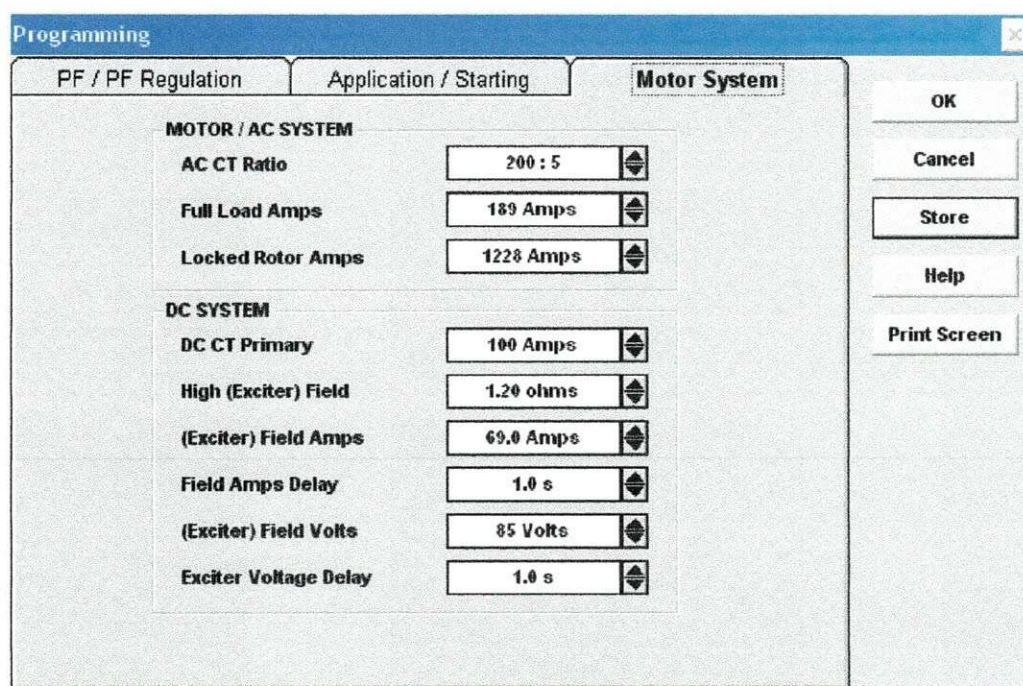 Programming
PF / PF Regulation
Application / Starting
Motor System
MOTOR / AC SYSTEM
AC CT Ratio 200 : 5
Full Load Amps 189 Amps
Locked Rotor Amps 1228 Amps
DC SYSTEM
DC CT Primary 100 Amps
High (Exciter) Field 1.20 ohms
(Exciter) Field Amps 69.0 Amps
Field Amps Delay 1.0 s
(Exciter) Field Volts 85 Volts
Exciter Voltage Delay 1.0 s
OK
Cancel
Store
Help
Print Screen